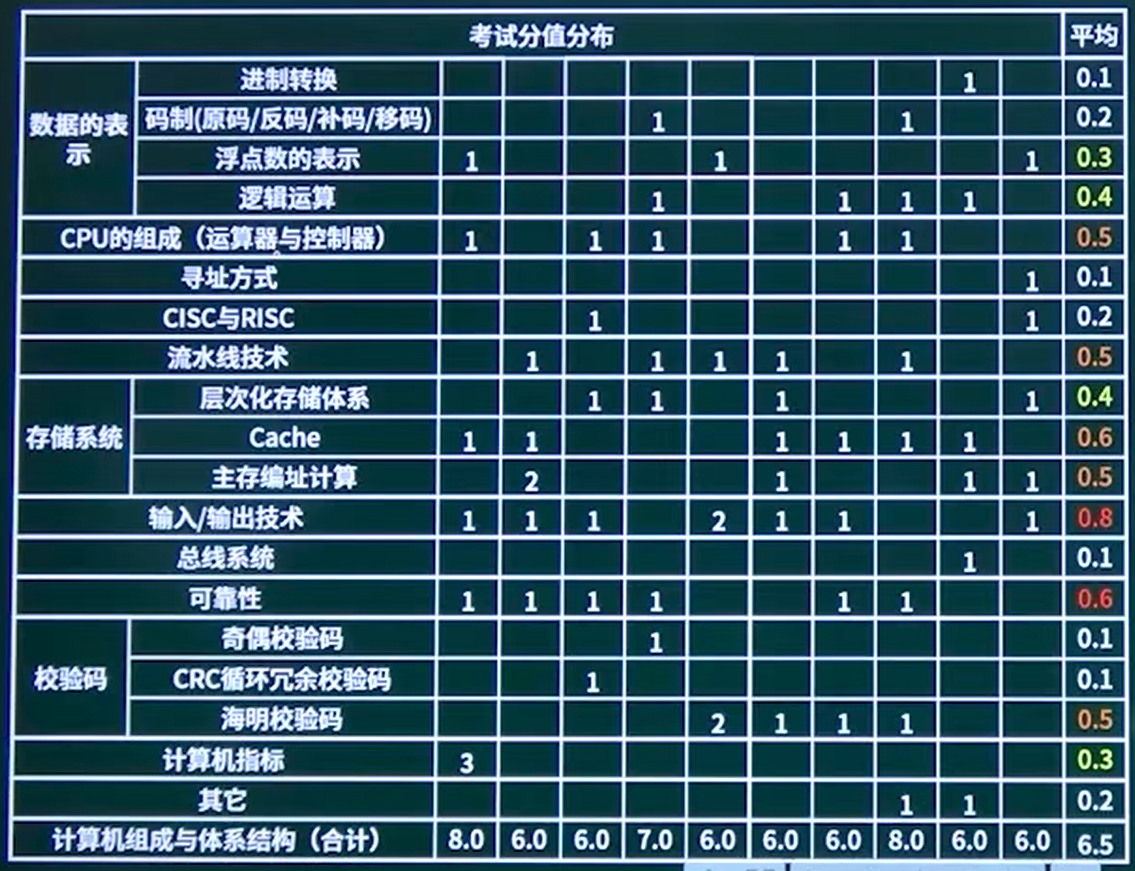 考试分值分布 平均
数据的表示
进制转换 1 0.1
码制(原码/反码/补码/移码) 1 1 0.2
浮点数的表示 1 1 1 0.3
逻辑运算 1 1 1 1 0.4
CPU的组成（运算器与控制器） 1 1 1 1 1 0.5
寻址方式 1 0.1
CISC与RISC 1 1 0.2
流水线技术 1 1 1 1 1 0.5
存储系统
层次化存储体系 1 1 1 1 0.4
Cache 1 1 1 1 1 1 0.6
主存编址计算 2 1 1 1 0.5
输入/输出技术 1 1 1 2 1 1 1 0.8
总线系统 1 0.1
可靠性 1 1 1 1 1 1 0.6
校验码
奇偶校验码 1 0.1
CRC循环冗余校验码 1 0.1
海明校验码 2 1 1 1 0.5
计算机指标 3 0.3
其它 1 1 0.2
计算机组成与体系结构（合计） 8.0 6.0 6.0 7.0 6.0 6.0 6.0 8.0 6.0 6.0 6.5